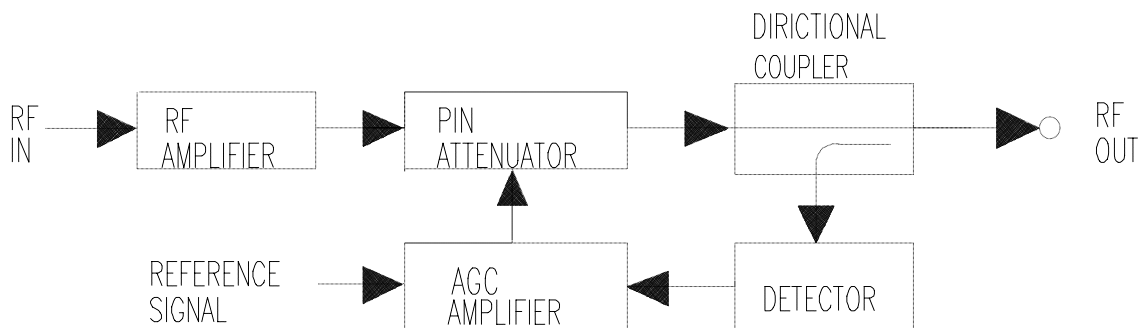 DIRICTIONAL
COUPLER
RF
IN
RF
AMPLIFIER
PIN
ATTENUATOR
RF
OUT
REFERENCE
SIGNAL
AGC
AMPLIFIER
DETECTOR